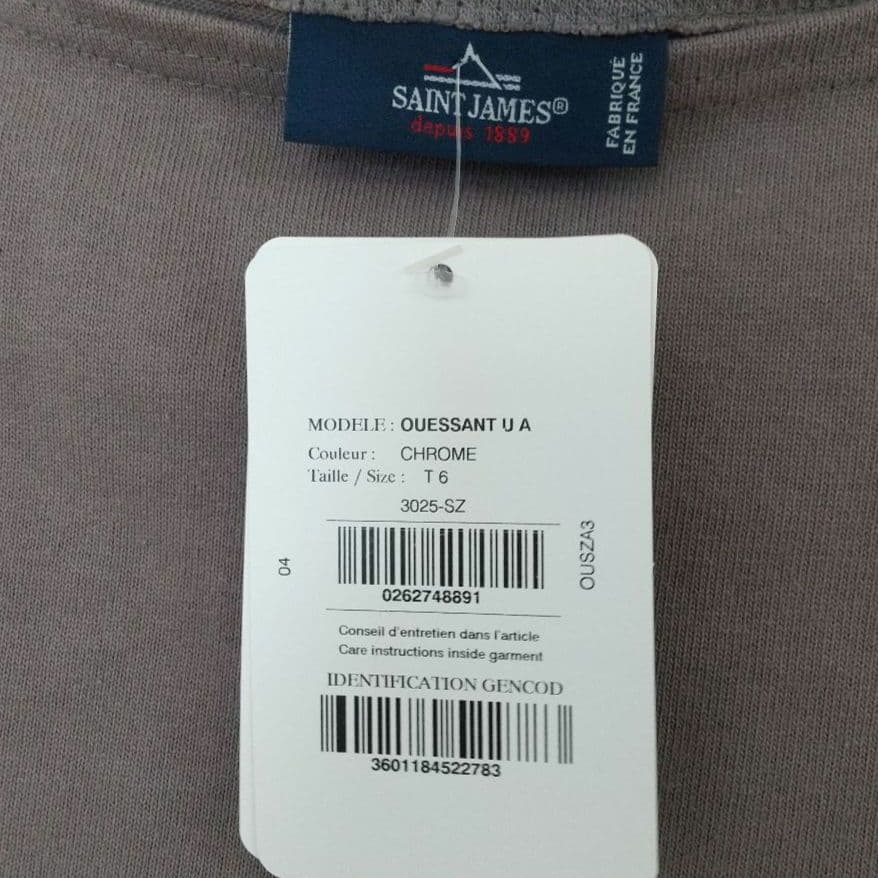 SAINT JAMES®
depuis 1889
FABRIQUÉ
EN FRANCE
MODELE : OUESSANT U A
Couleur : CHROME
Taille / Size : T 6
3025-SZ
04
OUSZA3
0262748891
Conseil d'entretien dans l'article
Care instructions inside garment
IDENTIFICATION GENCOD
3601184522783